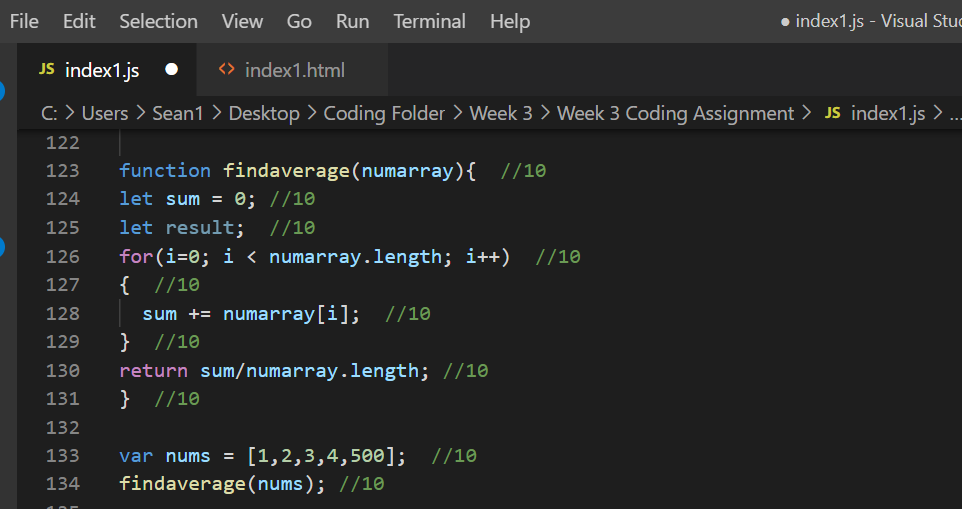 File Edit Selection View Go Run Terminal Help ● index1.js - Visual
JS index1.js ● <> index1.html
C: > Users > Sean1 > Desktop > Coding Folder > Week 3 > Week 3 Coding Assignment > JS index1.js > ...
122
123 function findaverage(numarray){ //10
124 let sum = 0; //10
125 let result; //10
126 for(i=0; i < numarray.length; i++) //10
127 { //10
128 sum += numarray[i]; //10
129 } //10
130 return sum/numarray.length; //10
131 } //10
132
133 var nums = [1,2,3,4,500]; //10
134 findaverage(nums); //10